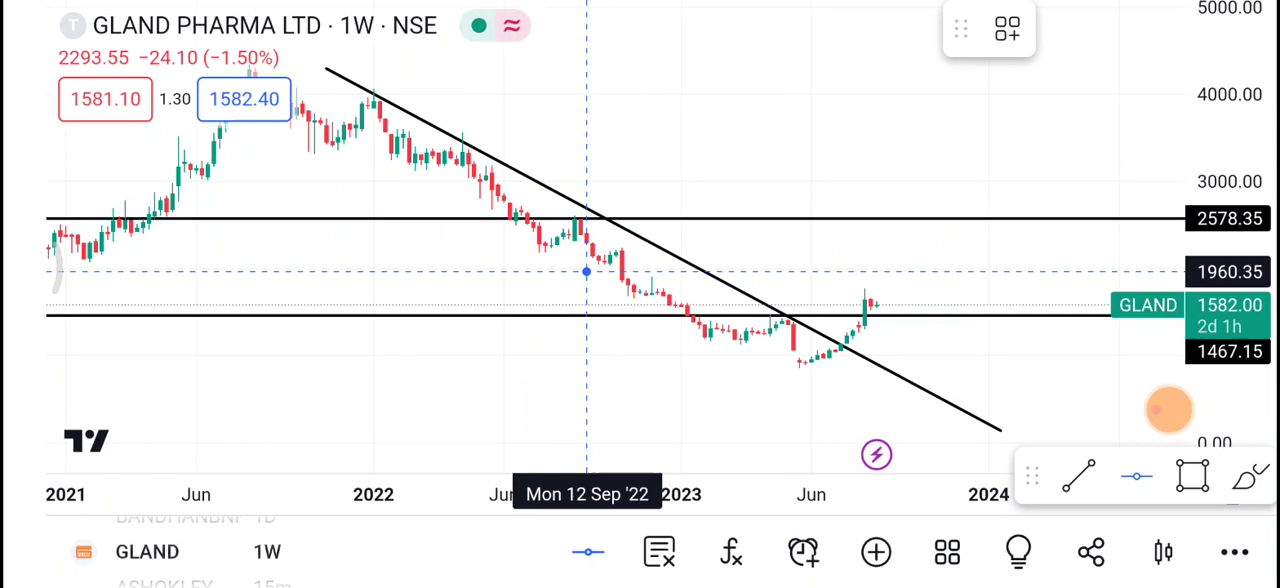 T GLAND PHARMA LTD · 1W · NSE
2293.55 −24.10 (−1.50%)
1581.10 1.30 1582.40
5000.00
4000.00
3000.00
2578.35
1960.35
GLAND 1582.00
2d 1h
1467.15
0.00
2021 Jun 2022 Mon 12 Sep '22 2023 Jun 2024
BANDHANBNF 1D
GLAND 1W
ASHOKLEY 15m